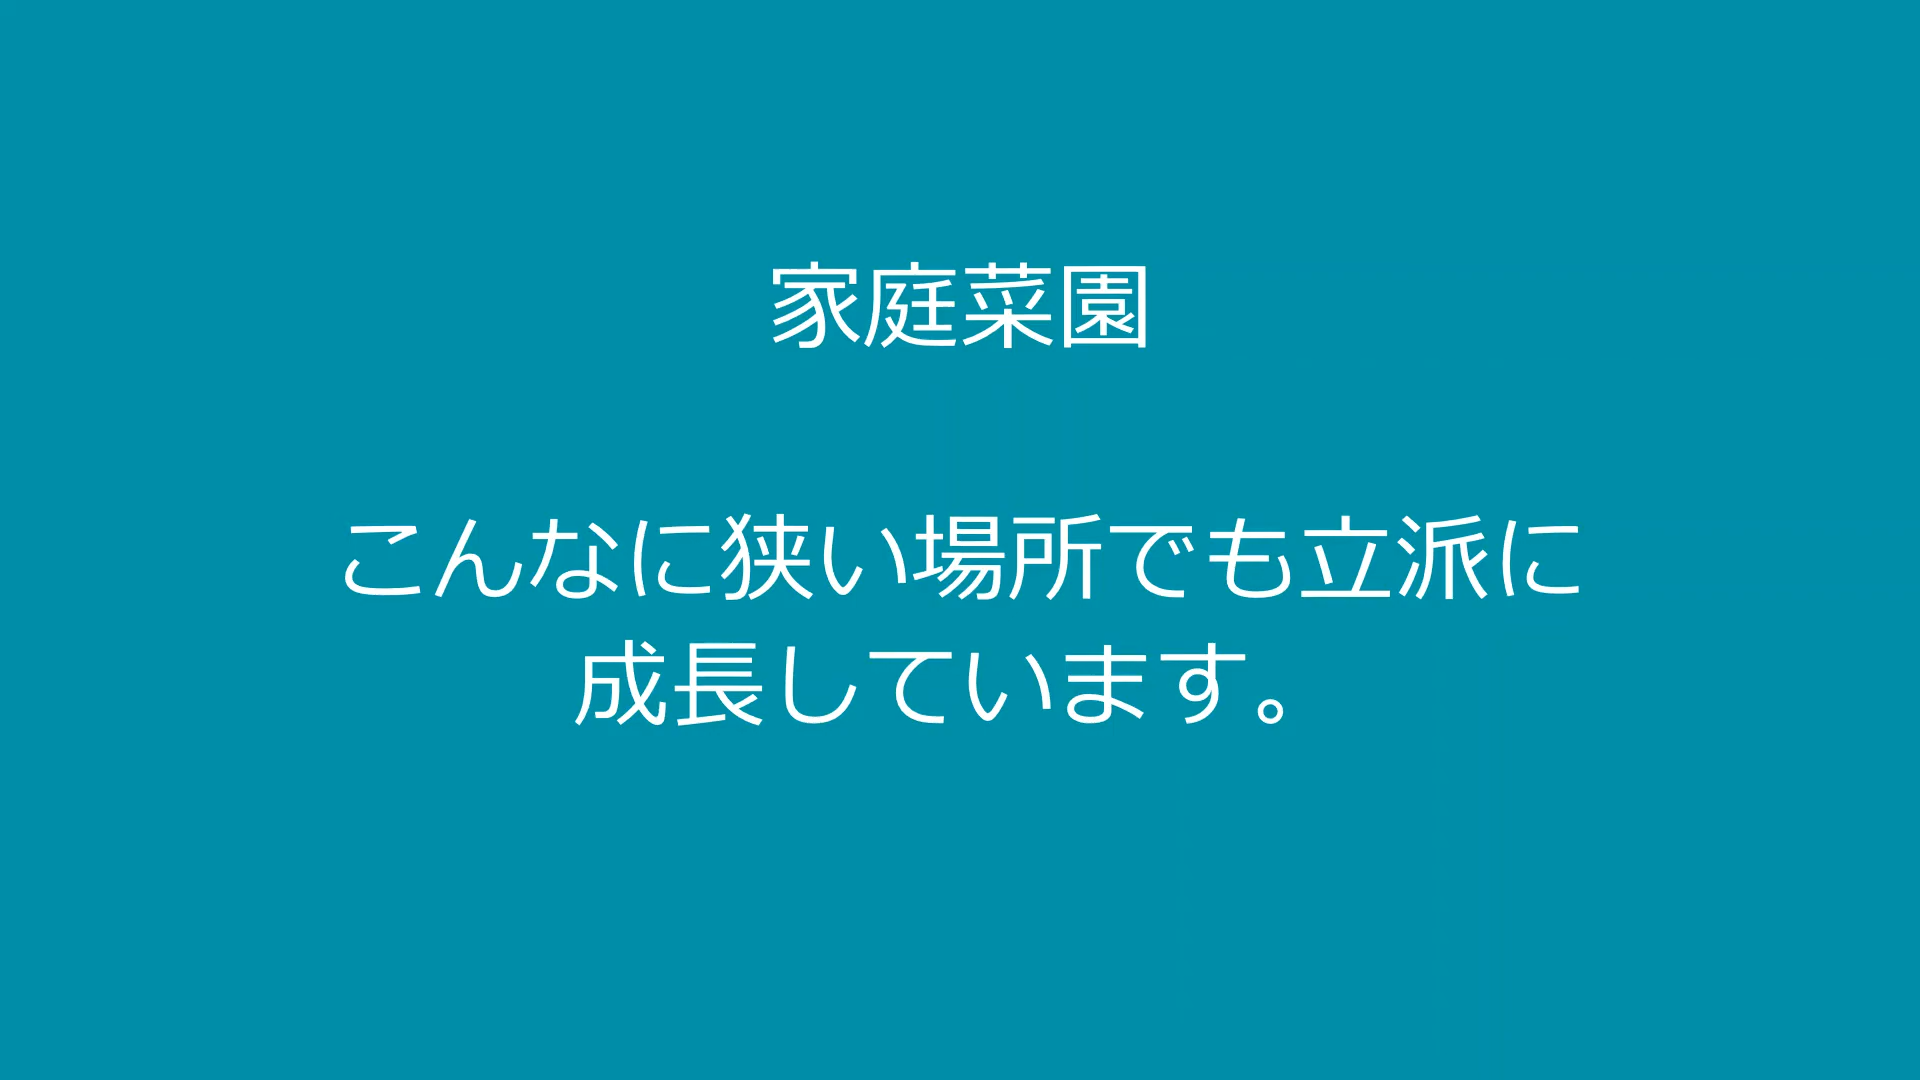 家庭菜園
こんなに狭い場所でも立派に
成長しています。